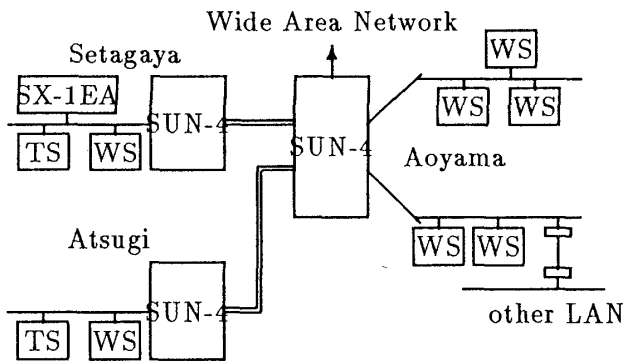 Wide Area Network
Setagaya
WS
SX-1EA
SUN-4
SUN-4
WS
WS
TS
WS
Aoyama
Atsugi
WS
WS
SUN-4
other LAN
TS
WS